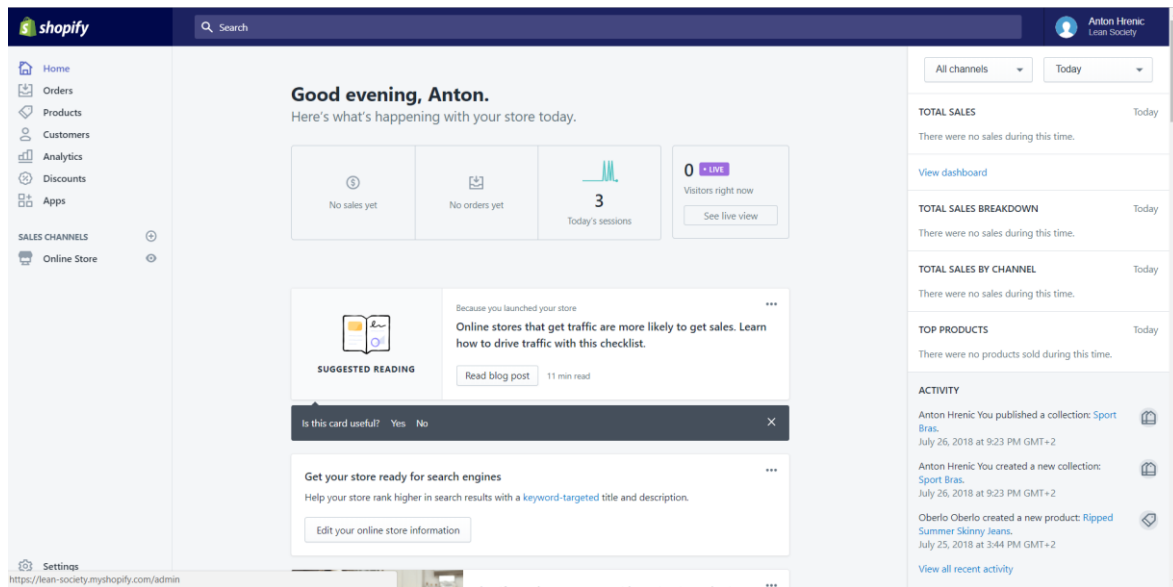 shopify
Search
Anton Hrenic
Lean Society
Home
Orders
Products
Customers
Analytics
Discounts
Apps
SALES CHANNELS
Online Store
Settings
https://lean-society.myshopify.com/admin
Good evening, Anton.
Here's what's happening with your store today.
No sales yet
No orders yet
3
Today's sessions
0 • LIVE
Visitors right now
See live view
SUGGESTED READING
Because you launched your store
Online stores that get traffic are more likely to get sales. Learn
how to drive traffic with this checklist.
Read blog post 11 min read
Is this card useful? Yes No
Get your store ready for search engines
Help your store rank higher in search results with a keyword-targeted title and description.
Edit your online store information
All channels
Today
TOTAL SALES Today
There were no sales during this time.
View dashboard
TOTAL SALES BREAKDOWN Today
There were no sales during this time.
TOTAL SALES BY CHANNEL Today
There were no sales during this time.
TOP PRODUCTS Today
There were no products sold during this time.
ACTIVITY
Anton Hrenic You published a collection: Sport
Bras.
July 26, 2018 at 9:23 PM GMT+2
Anton Hrenic You created a new collection:
Sport Bras.
July 26, 2018 at 9:23 PM GMT+2
Oberlo Oberlo created a new product: Ripped
Summer Skinny Jeans.
July 25, 2018 at 3:44 PM GMT+2
View all recent activity